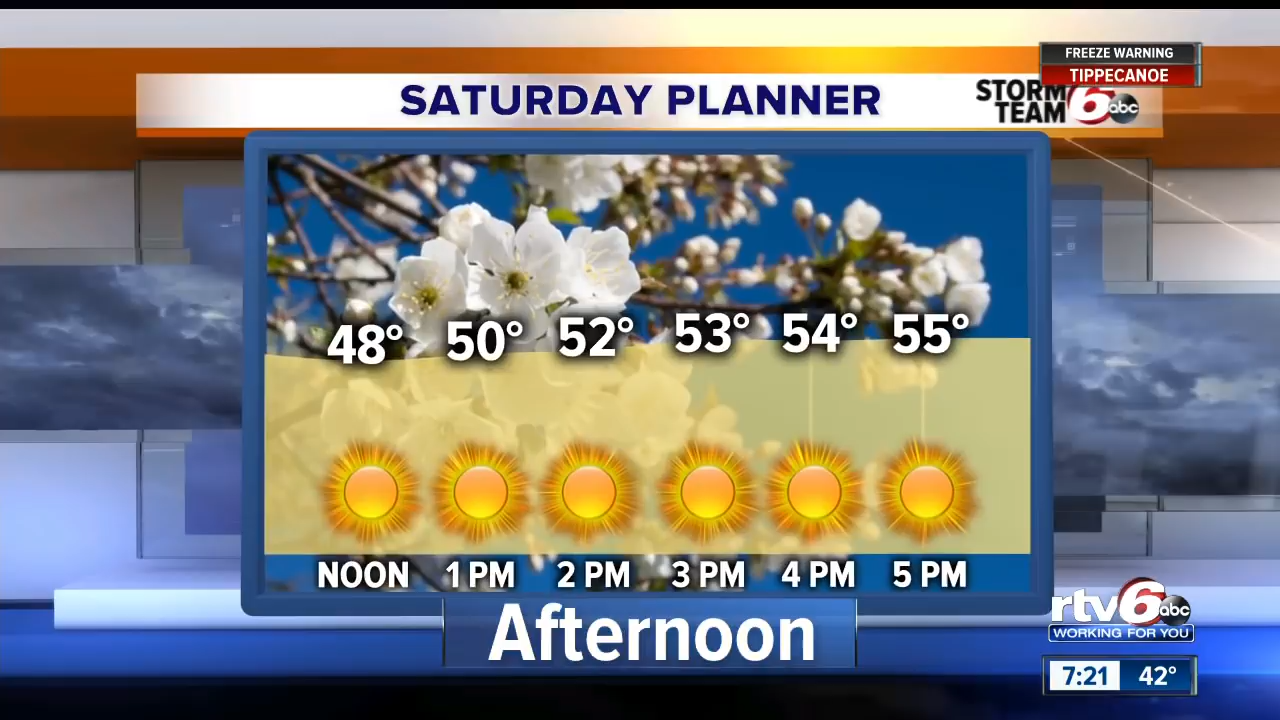 FREEZE WARNING
TIPPECANOE
SATURDAY PLANNER
STORM
TEAM 6 abc
48° 50° 52° 53° 54° 55°
NOON 1 PM 2 PM 3 PM 4 PM 5 PM
Afternoon
rtv6 abc
WORKING FOR YOU
7:21 42°